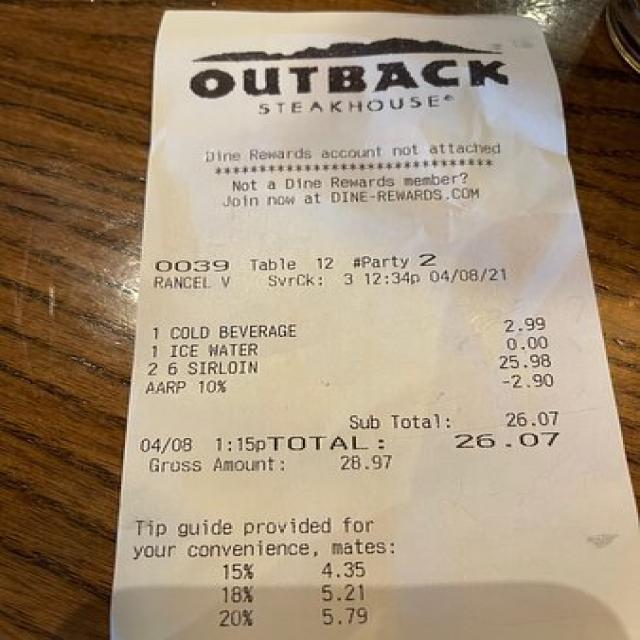 OUTBACK
STEAKHOUSE®
Dine Rewards account not attached
********************************
Not a Dine Rewards member?
Join now at DINE-REWARDS.COM
0039 Table 12 #Party 2
RANCEL V SvrCk: 3 12:34p 04/08/21
1 COLD BEVERAGE 2.99
1 ICE WATER 0.00
2 6 SIRLOIN 25.98
AARP 10% -2.90
Sub Total: 26.07
04/08 1:15pTOTAL: 26.07
Gross Amount: 28.97
Tip guide provided for
your convenience, mates:
15% 4.35
18% 5.21
20% 5.79